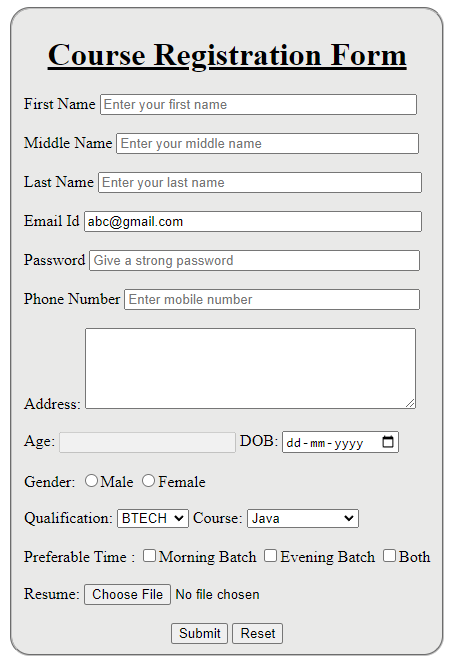 Course Registration Form
First Name Enter your first name
Middle Name Enter your middle name
Last Name Enter your last name
Email Id abc@gmail.com
Password Give a strong password
Phone Number Enter mobile number
Address:
Age: DOB: dd-mm-yyyy
Gender: Male Female
Qualification: BTECH Course: Java
Preferable Time : Morning Batch Evening Batch Both
Resume: Choose File No file chosen
Submit Reset